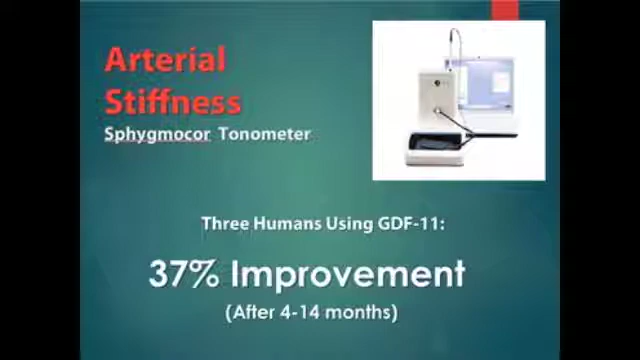 Arterial
Stiffness
Sphygmocor Tonometer
Three Humans Using GDF-11:
37% Improvement
(After 4-14 months)